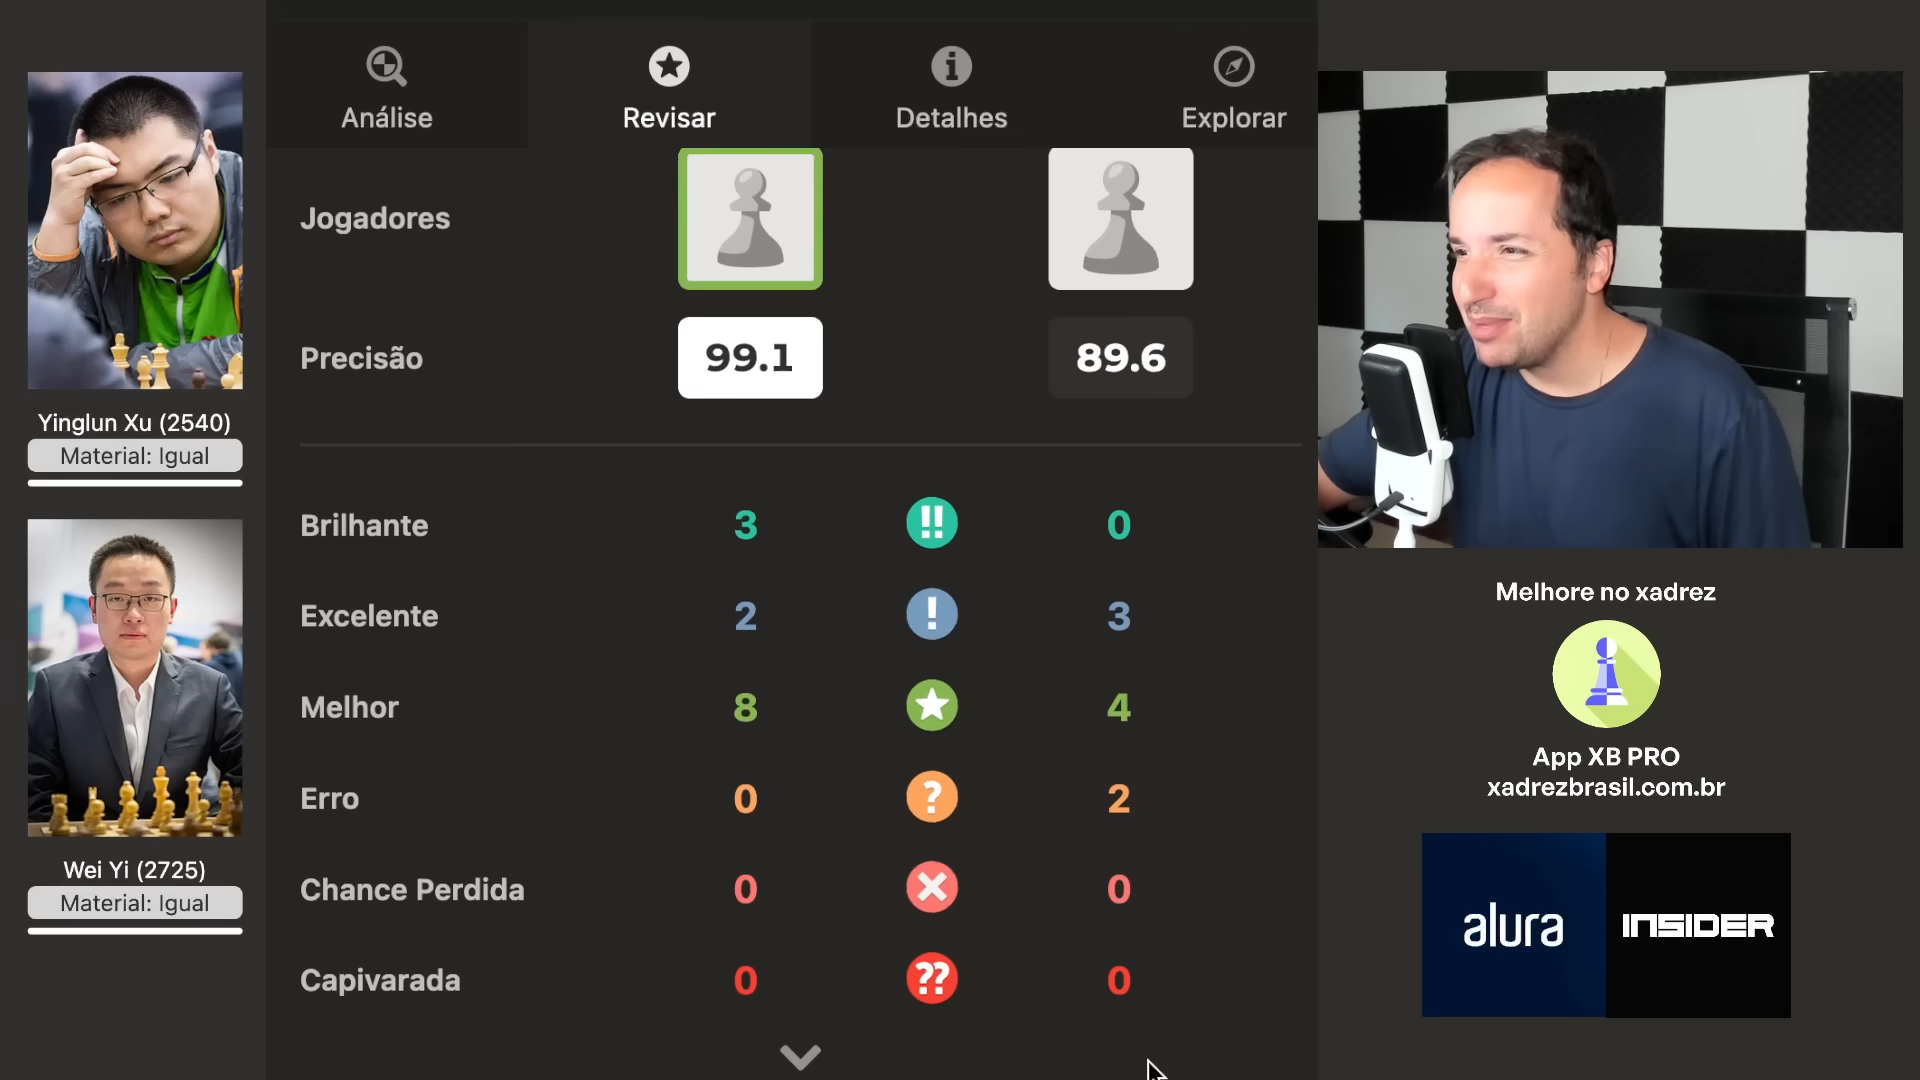 Análise
Revisar
Detalhes
Explorar
Jogadores
Precisão
99.1
89.6
Brilhante
3
!!
0
Excelente
2
!
3
Melhor
8
4
Erro
0
?
2
Chance Perdida
0
0
Capivarada
0
??
0
Yinglun Xu (2540)
Material: Igual
Wei Yi (2725)
Material: Igual
Melhore no xadrez
App XB PRO
xadrezbrasil.com.br
alura
INSIDER